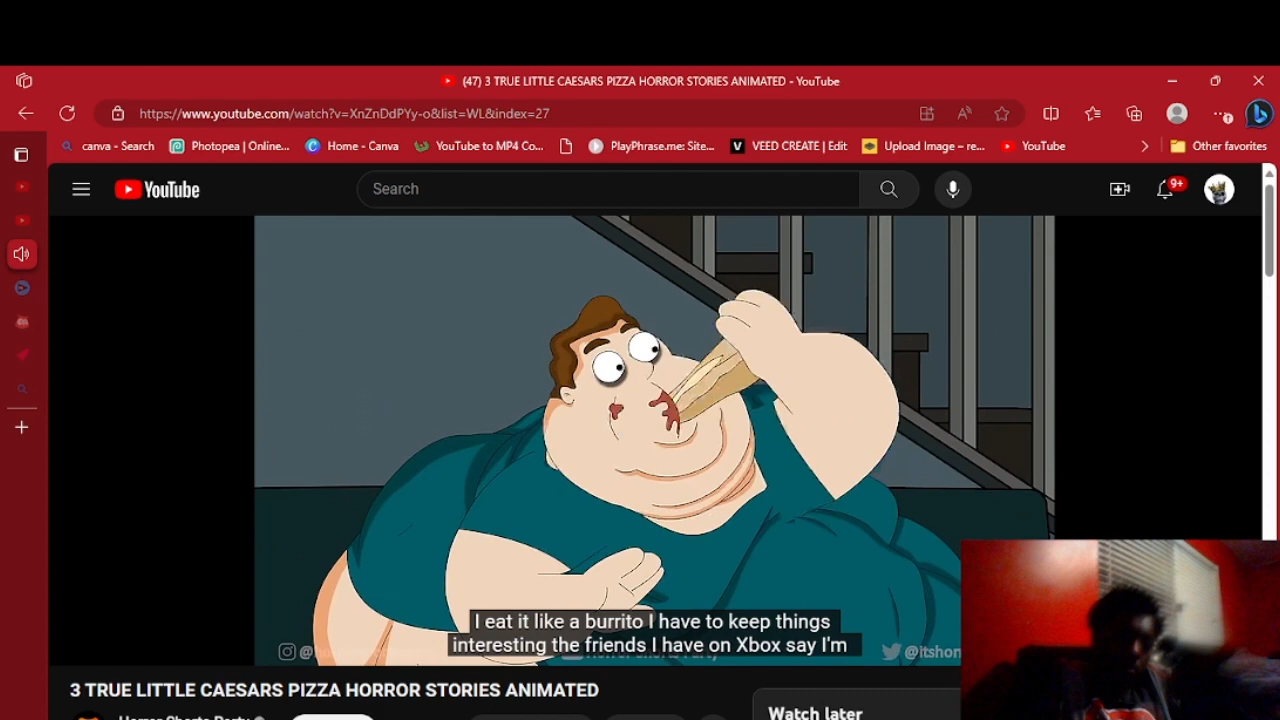 (47) 3 TRUE LITTLE CAESARS PIZZA HORROR STORIES ANIMATED - YouTube
https://www.youtube.com/watch?v=XnZnDdPYy-o&list=WL&index=27
canva - Search
Photopea | Online...
Home - Canva
YouTube to MP4 Co...
PlayPhrase.me: Site...
V
VEED CREATE | Edit
Upload Image – re...
YouTube
Other favorites
YouTube
Search
9+
I eat it like a burrito I have to keep things
interesting the friends I have on Xbox say I'm
@itshor
3 TRUE LITTLE CAESARS PIZZA HORROR STORIES ANIMATED
Watch later